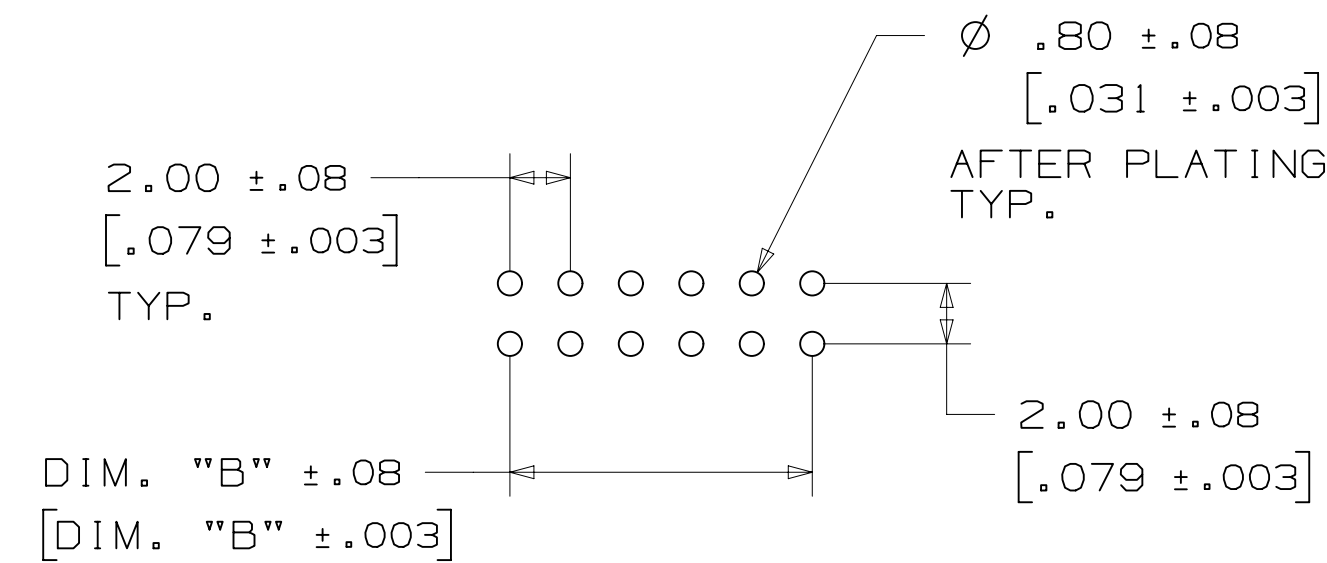 Ø .80 ±.08
[.031 ±.003]
AFTER PLATING
TYP.
2.00 ±.08
[.079 ±.003]
TYP.
2.00 ±.08
[.079 ±.003]
DIM. "B" ±.08
[DIM. "B" ±.003]